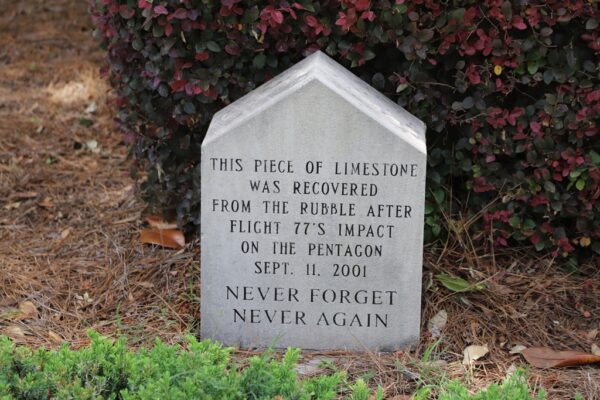 THIS PIECE OF LIMESTONE
WAS RECOVERED
FROM THE RUBBLE AFTER
FLIGHT 77'S IMPACT
ON THE PENTAGON
SEPT. 11, 2001
NEVER FORGET
NEVER AGAIN